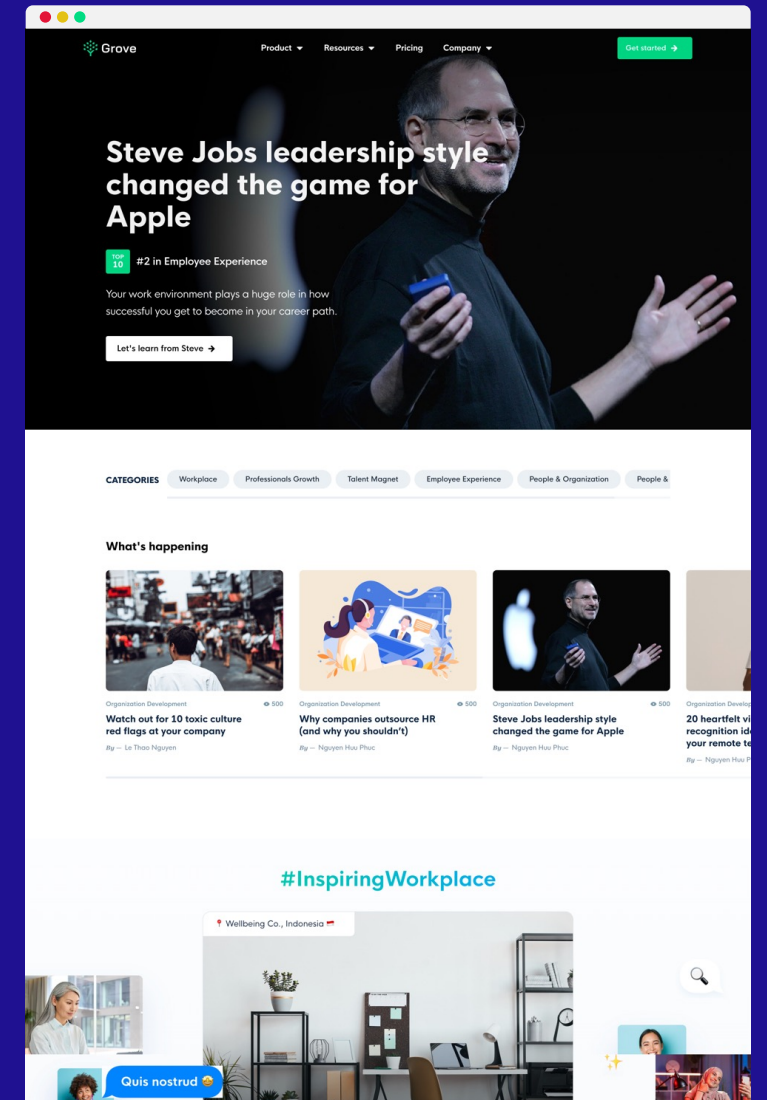 Grove
Product
Resources
Pricing
Company
Get started →
Steve Jobs leadership style
changed the game for
Apple
TOP
10
#2 in Employee Experience
Your work environment plays a huge role in how
successful you get to become in your career path.
Let's learn from Steve →
CATEGORIES
Workplace
Professionals Growth
Talent Magnet
Employee Experience
People & Organization
People &
What's happening
Organization Development
500
Watch out for 10 toxic culture
red flags at your company
By — Le Thao Nguyen
Organization Development
500
Why companies outsource HR
(and why you shouldn't)
By — Nguyen Huu Phuc
Organization Development
500
Steve Jobs leadership style
changed the game for Apple
By — Nguyen Huu Phuc
Organization Develop
20 heartfelt vi
recognition ide
your remote te
By — Nguyen Huu P
#InspiringWorkplace
Wellbeing Co., Indonesia
Quis nostrud